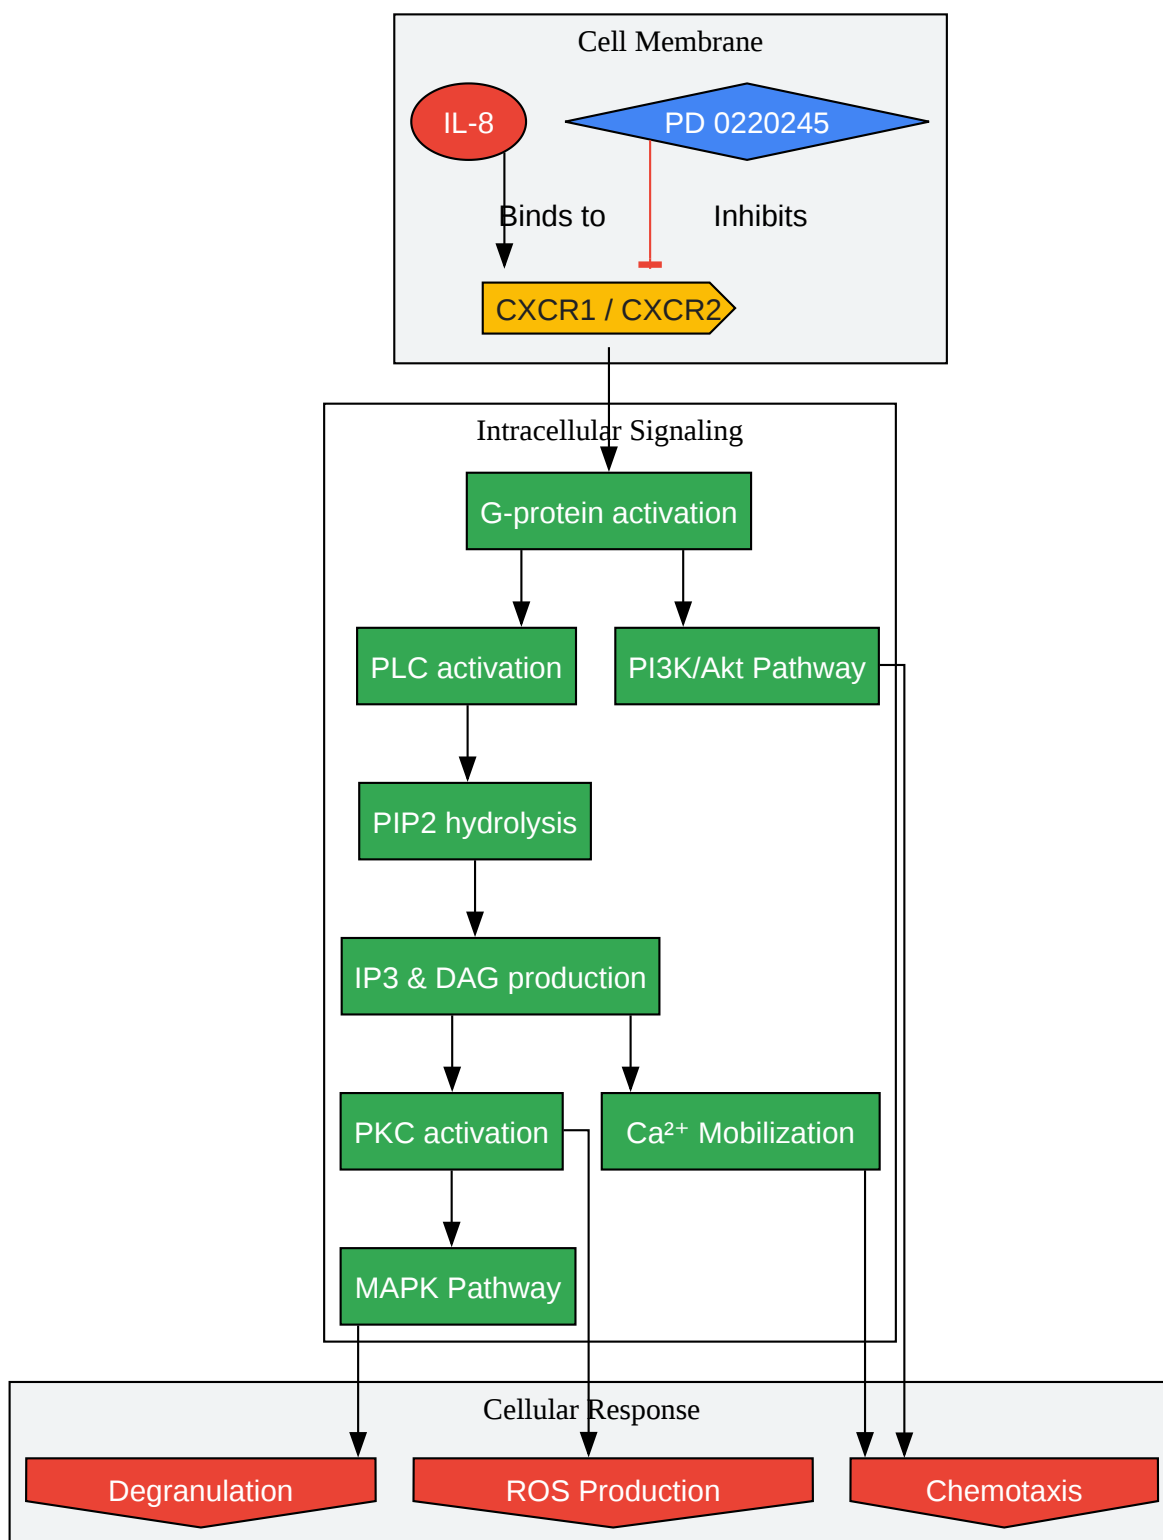 Cell Membrane
IL-8
PD 0220245
Binds to
Inhibits
CXCR1 / CXCR2
Intracellular Signaling
G-protein activation
PLC activation
PI3K/Akt Pathway
PIP2 hydrolysis
IP3 & DAG production
PKC activation
Ca²⁺ Mobilization
MAPK Pathway
Cellular Response
Degranulation
ROS Production
Chemotaxis